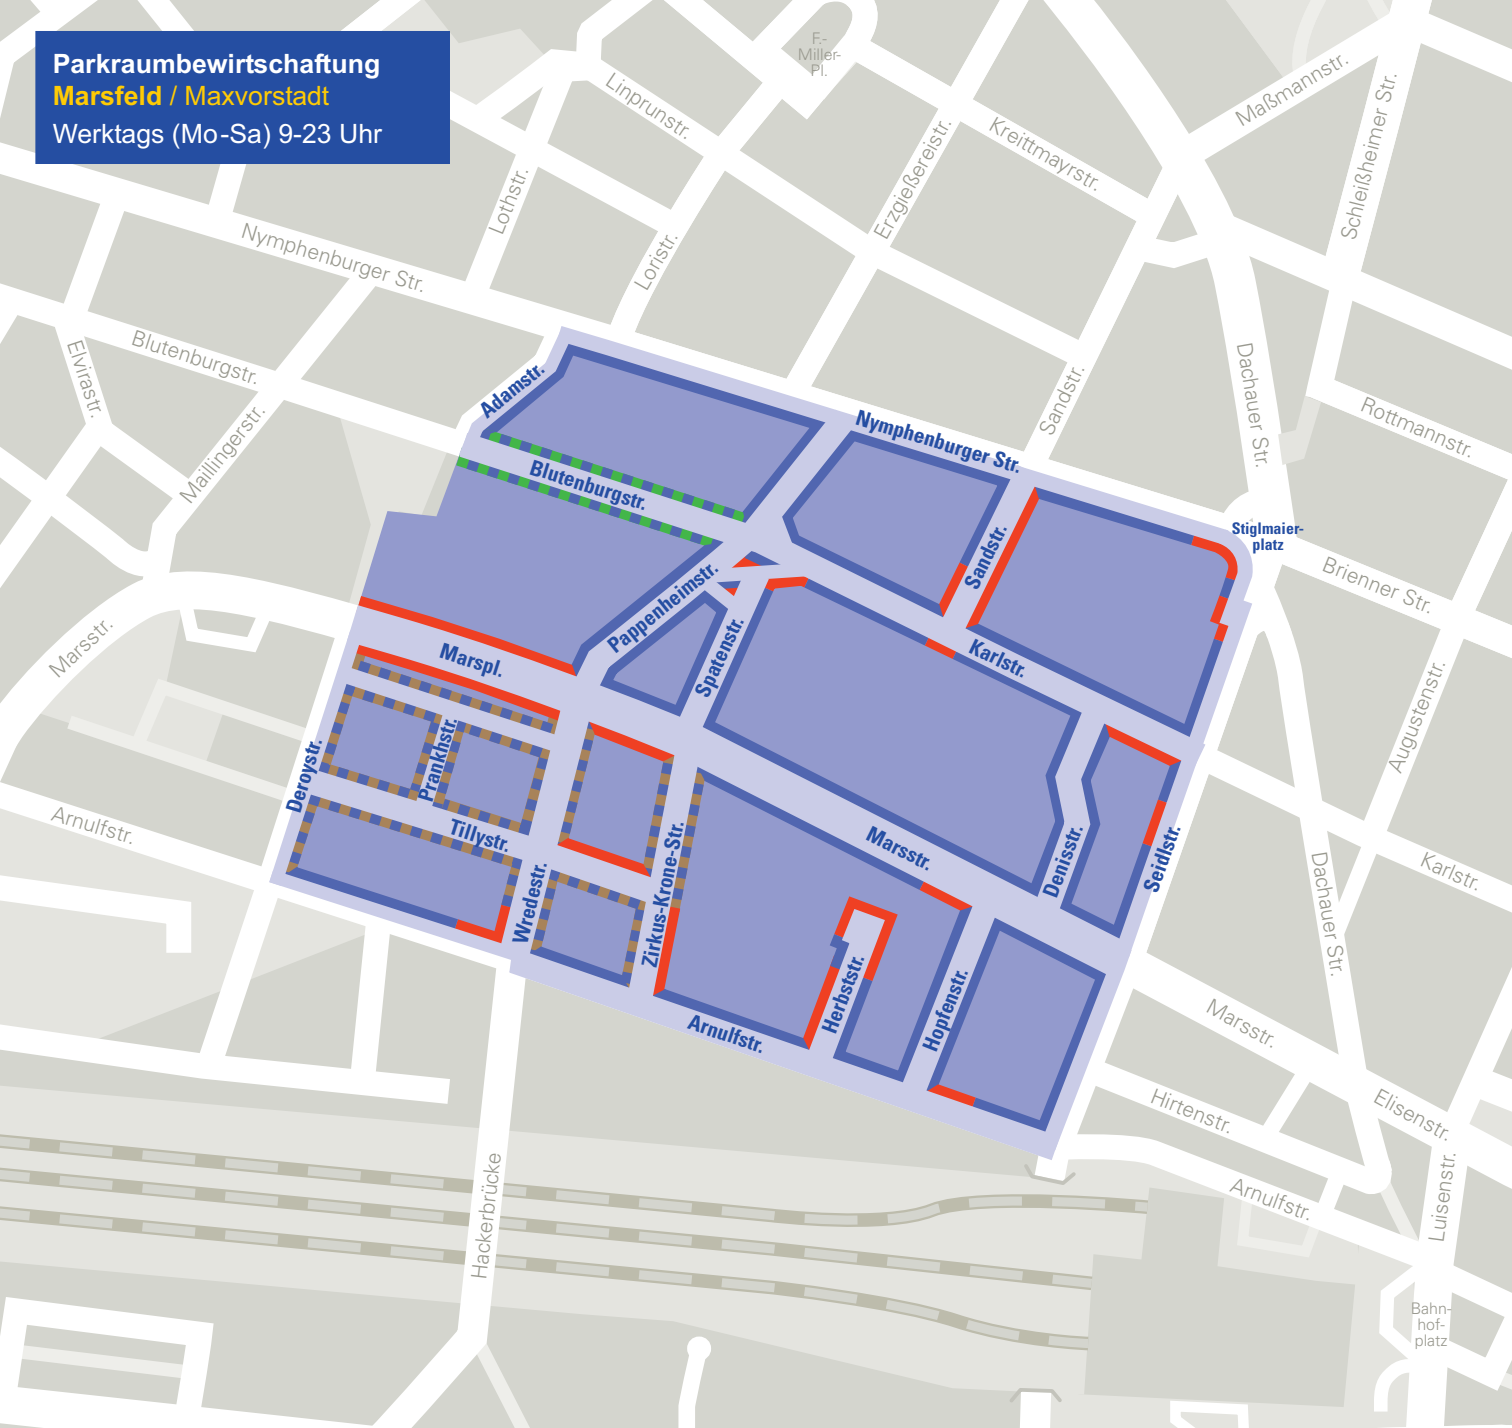 Parkraumbewirtschaftung
Marsfeld / Maxvorstadt
Werktags (Mo-Sa) 9-23 Uhr
F.-
Miller-
Pl.
Linprunstr.
Maßmannstr.
Kreittmayrstr.
Schleißheimer Str.
Erzgießereistr.
Lothstr.
Loristr.
Nymphenburger Str.
Blutenburgstr.
Elvirastr.
Maillingerstr.
Adamstr.
Sandstr.
Dachauer Str.
Rottmannstr.
Nymphenburger Str.
Blutenburgstr.
Stiglmaier-
platz
Sandstr.
Brienner Str.
Pappenheimstr.
Marsstr.
Marspl.
Spatenstr.
Karlstr.
Augustenstr.
Prankhstr.
Deroystr.
Arnulfstr.
Tillystr.
Marsstr.
Denisstr.
Seidlstr.
Karlstr.
Zirkus-Krone-Str.
Wredestr.
Dachauer Str.
Herbststr.
Hopfenstr.
Arnulfstr.
Marsstr.
Hirtenstr.
Elisenstr.
Hackerbrücke
Arnulfstr.
Luisenstr.
Bahn-
hof-
platz